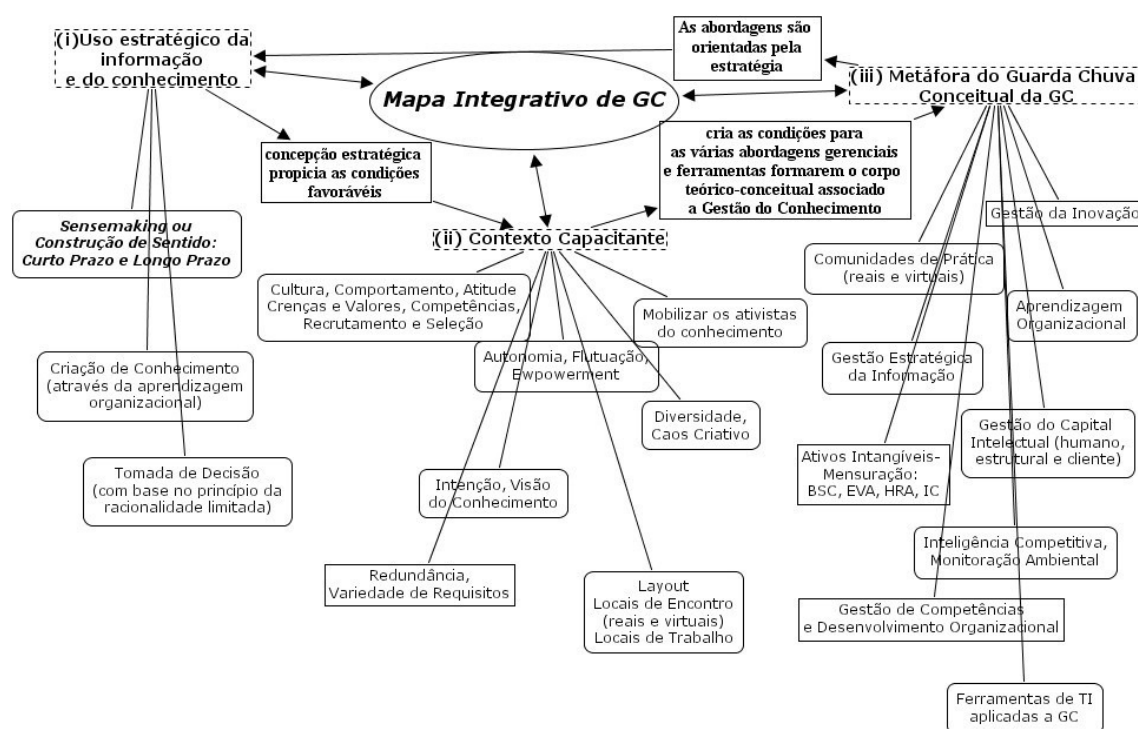 (i)Uso estratégico da
informação
e do conhecimento
As abordagens são
orientadas pela
estratégia
Mapa Integrativo de GC
(iii) Metáfora do Guarda Chuva
Conceitual da GC
concepção estratégica
propicia as condições
favorávéis
cria as condições para
as várias abordagens gerenciais
e ferramentas formarem o corpo
teórico-conceitual associado
a Gestão do Conhecimento
(ii) Contexto Capacitante
Sensemaking ou
Construção de Sentido:
Curto Prazo e Longo Prazo
Criação de Conhecimento
(através da aprendizagem
organizacional)
Tomada de Decisão
(com base no princípio da
racionalidade limitada)
Cultura, Comportamento, Atitude
Crenças e Valores, Competências,
Recrutamento e Seleção
Mobilizar os ativistas
do conhecimento
Autonomia, Flutuação,
Ewpowerment
Diversidade,
Caos Criativo
Intenção, Visão
do Conhecimento
Redundância,
Variedade de Requisitos
Layout
Locais de Encontro
(reais e virtuais)
Locais de Trabalho
Gestão da Inovação
Comunidades de Prática
(reais e virtuais)
Aprendizagem
Organizacional
Gestão Estratégica
da Informação
Gestão do Capital
Intelectual (humano,
estrutural e cliente)
Ativos Intangíveis-
Mensuração:
BSC, EVA, HRA, IC
Inteligência Competitiva,
Monitoração Ambiental
Gestão de Competências
e Desenvolvimento Organizacional
Ferramentas de TI
aplicadas a GC